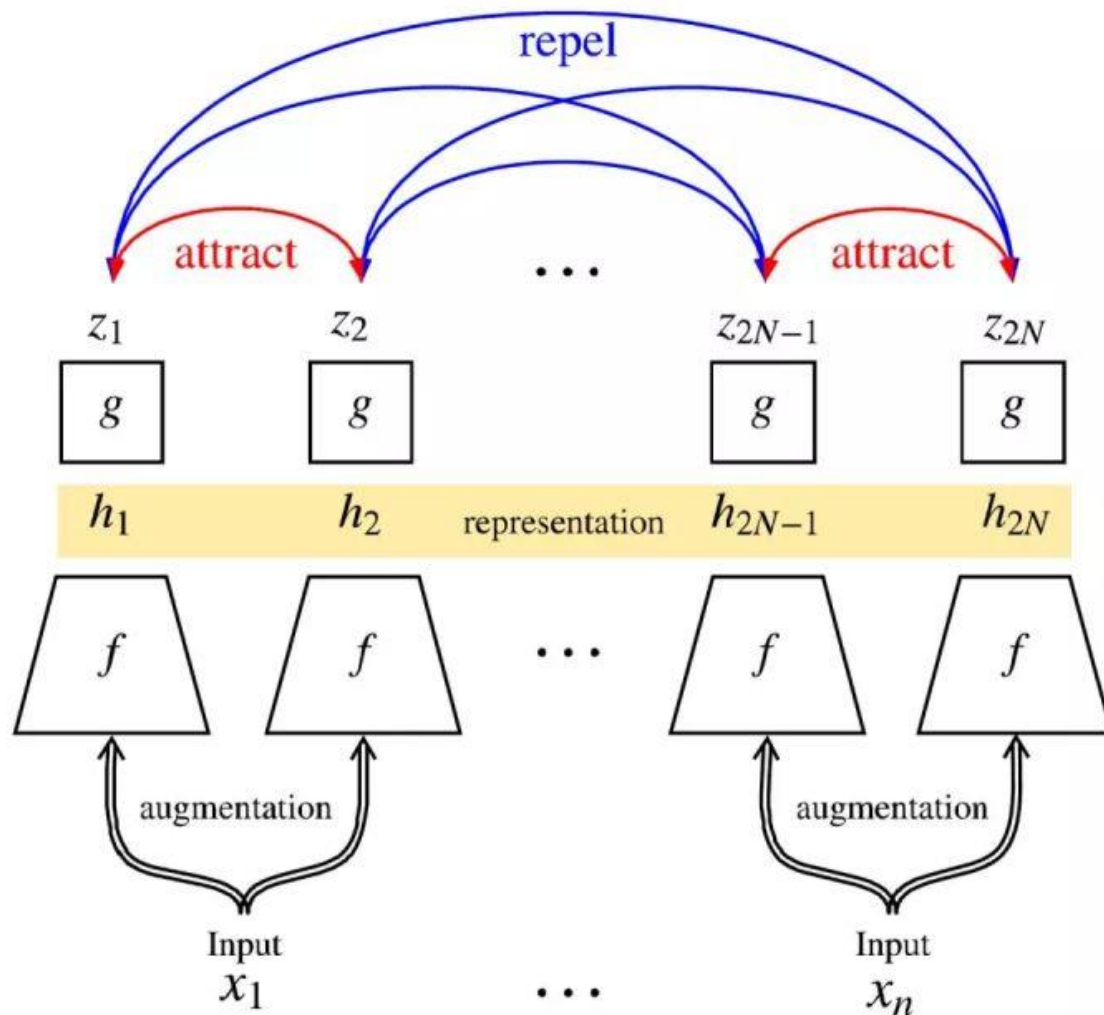 repel
attract ... attract
z₁ z₂ z₂N₋₁ z₂N
g g g g
h₁ h₂ representation h₂N₋₁ h₂N
f f ... f f
augmentation augmentation
Input Input
x₁ ... xₙ